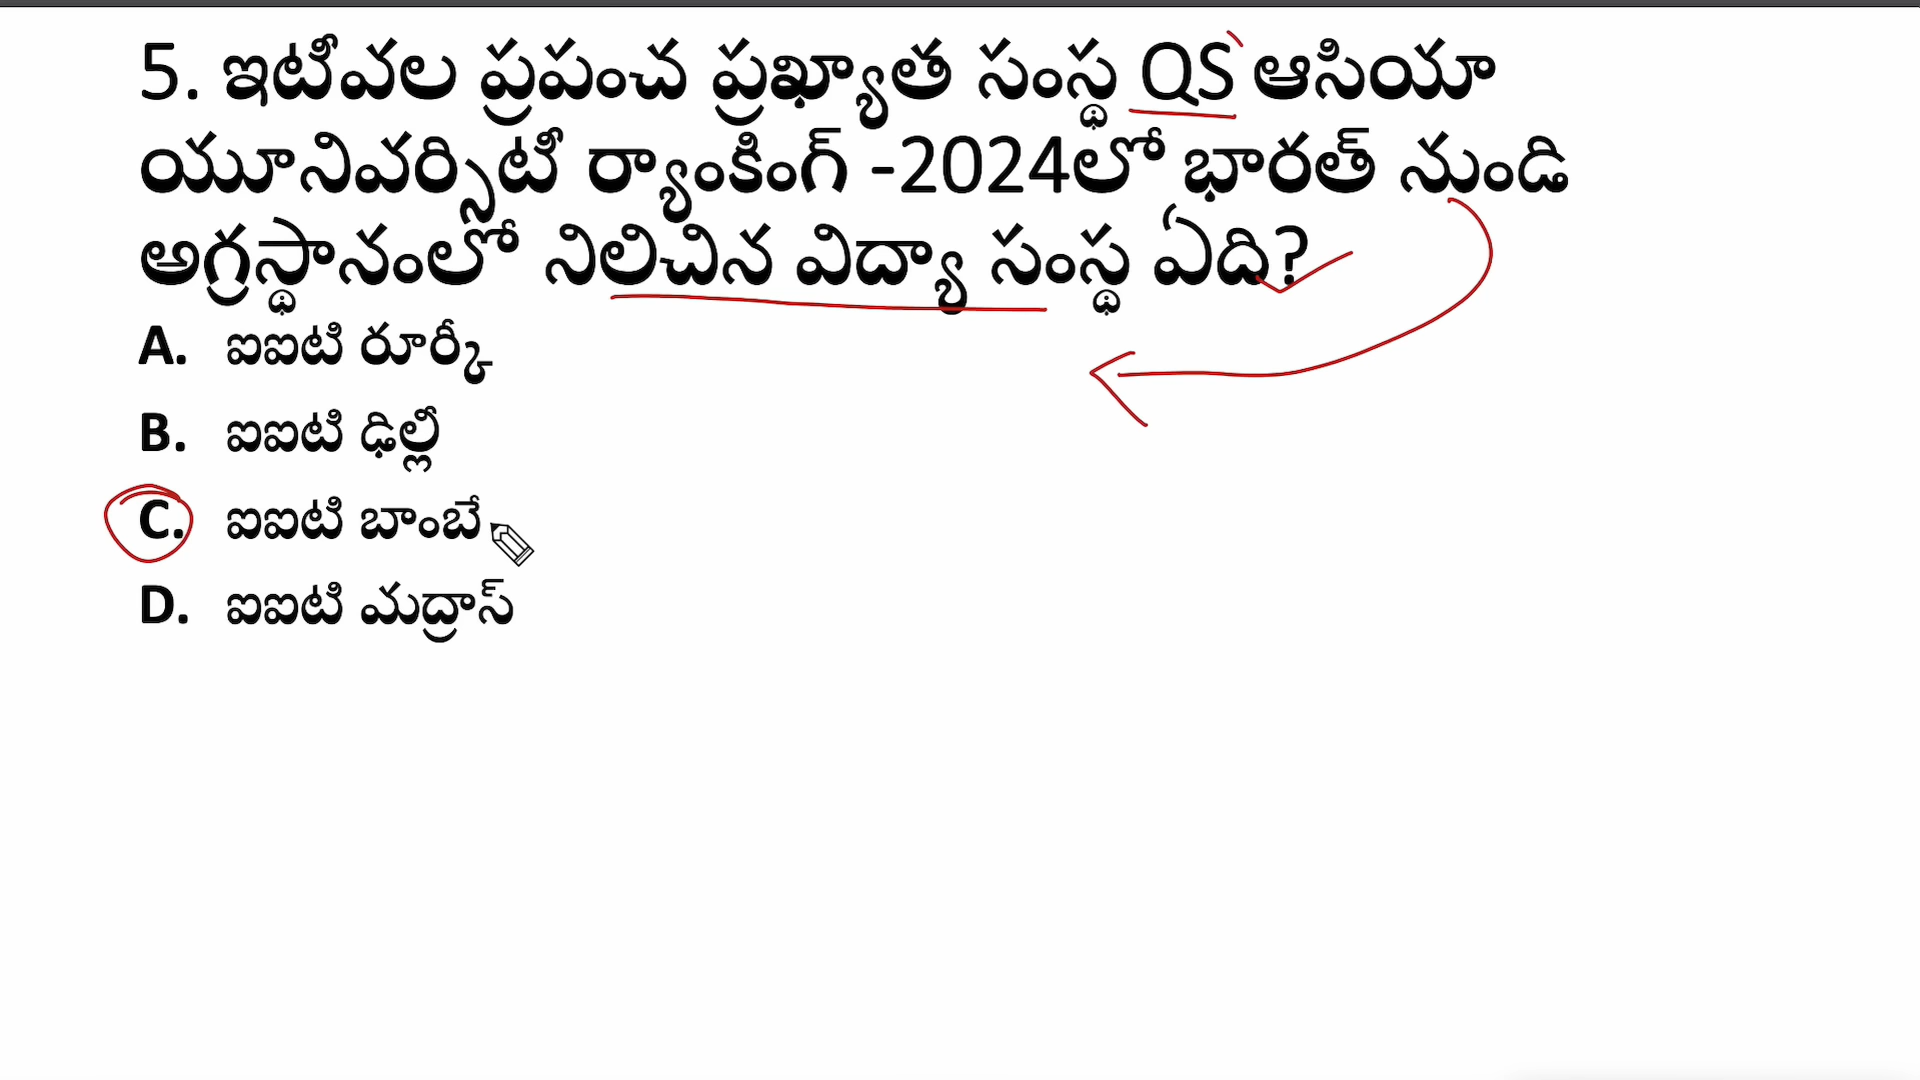 5. ఇటీవల ప్రపంచ ప్రఖ్యాత సంస్థ QS ఆసియా
యూనివర్సిటీ ర్యాంకింగ్ -2024లో భారత్ నుండి
అగ్రస్థానంలో నిలిచిన విద్యా సంస్థ ఏది?
A. ఐఐటి రూర్కీ
B. ఐఐటి ఢిల్లీ
C. ఐఐటి బాంబే
D. ఐఐటి మద్రాస్